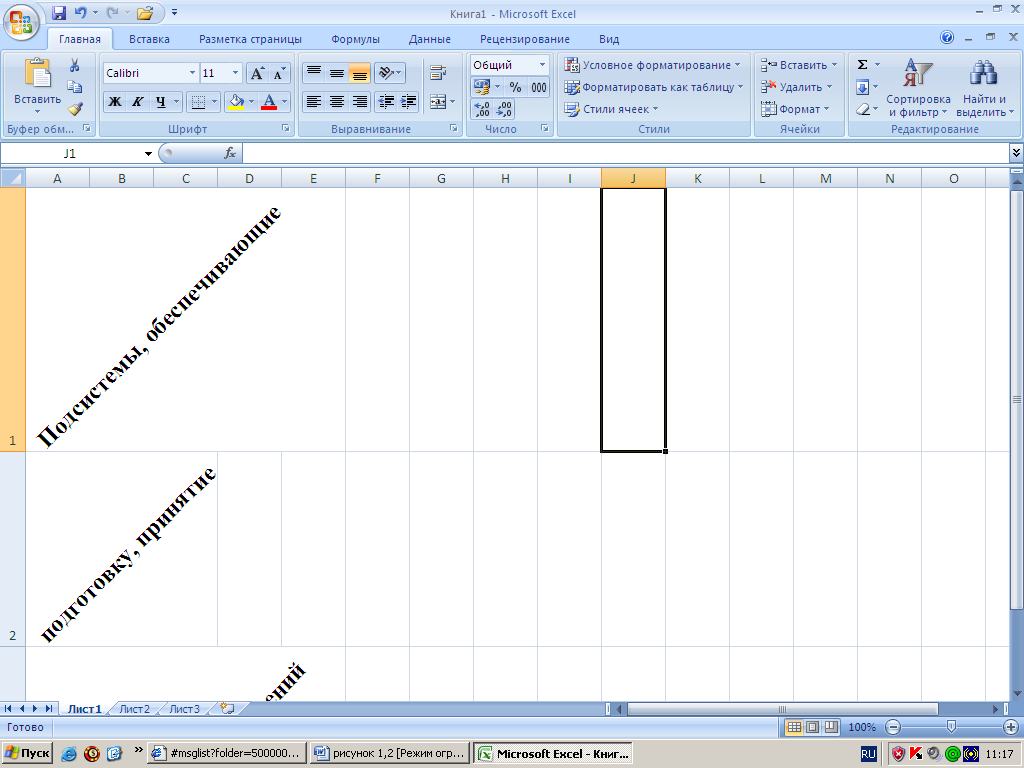 Книга1 - Microsoft Excel
Главная Вставка Разметка страницы Формулы Данные Рецензирование Вид
Calibri 11 Общий
Условное форматирование Вставить Σ
Вставить Ж К Ч % 000
Форматировать как таблицу Удалить Сортировка и фильтр Найти и выделить
Стили ячеек Формат
Буфер обм... Шрифт Выравнивание Число Стили Ячейки Редактирование
J1 fx
A B C D E F G H I J K L M N O
1
Подсистемы, обеспечивающие
2
подготовку, принятие
ений
Лист1 Лист2 Лист3
Готово 100%
Пуск #msglist?folder=500000... рисунок 1,2 [Режим огр... Microsoft Excel - Книг... RU 11:17